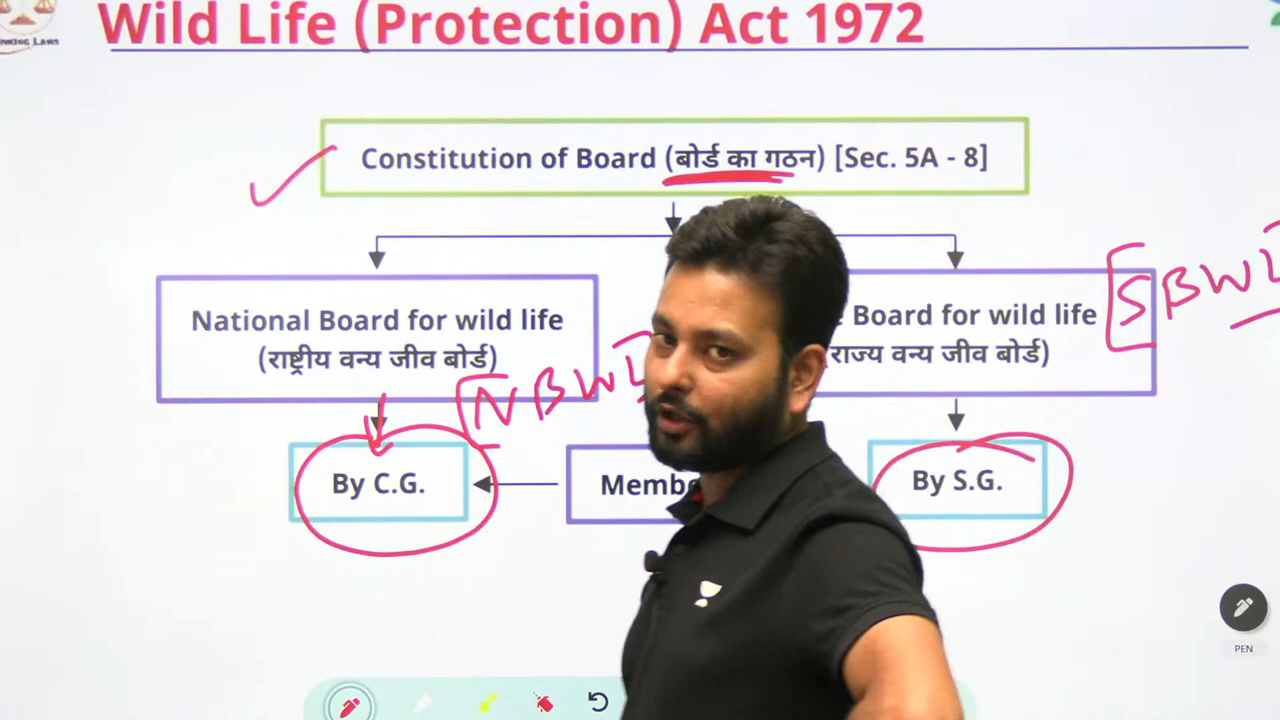 Wild Life (Protection) Act 1972
Constitution of Board (बोर्ड का गठन) [Sec. 5A - 8]
National Board for wild life
(राष्ट्रीय वन्य जीव बोर्ड)
Board for wild life
राज्य वन्य जीव बोर्ड)
SBWL
NBWL
By C.G.
By S.G.
PEN